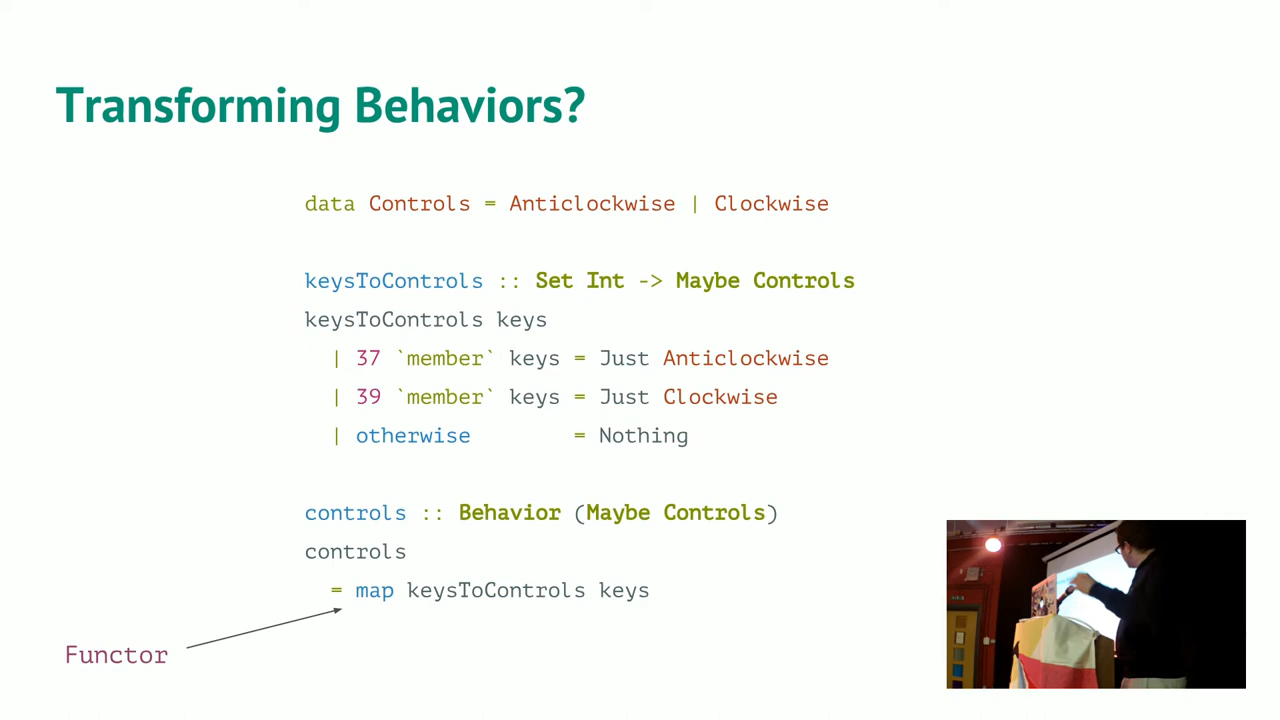 Transforming Behaviors?
data Controls = Anticlockwise | Clockwise
keysToControls :: Set Int -> Maybe Controls
keysToControls keys
| 37 `member` keys = Just Anticlockwise
| 39 `member` keys = Just Clockwise
| otherwise = Nothing
controls :: Behavior (Maybe Controls)
controls
= map keysToControls keys
Functor